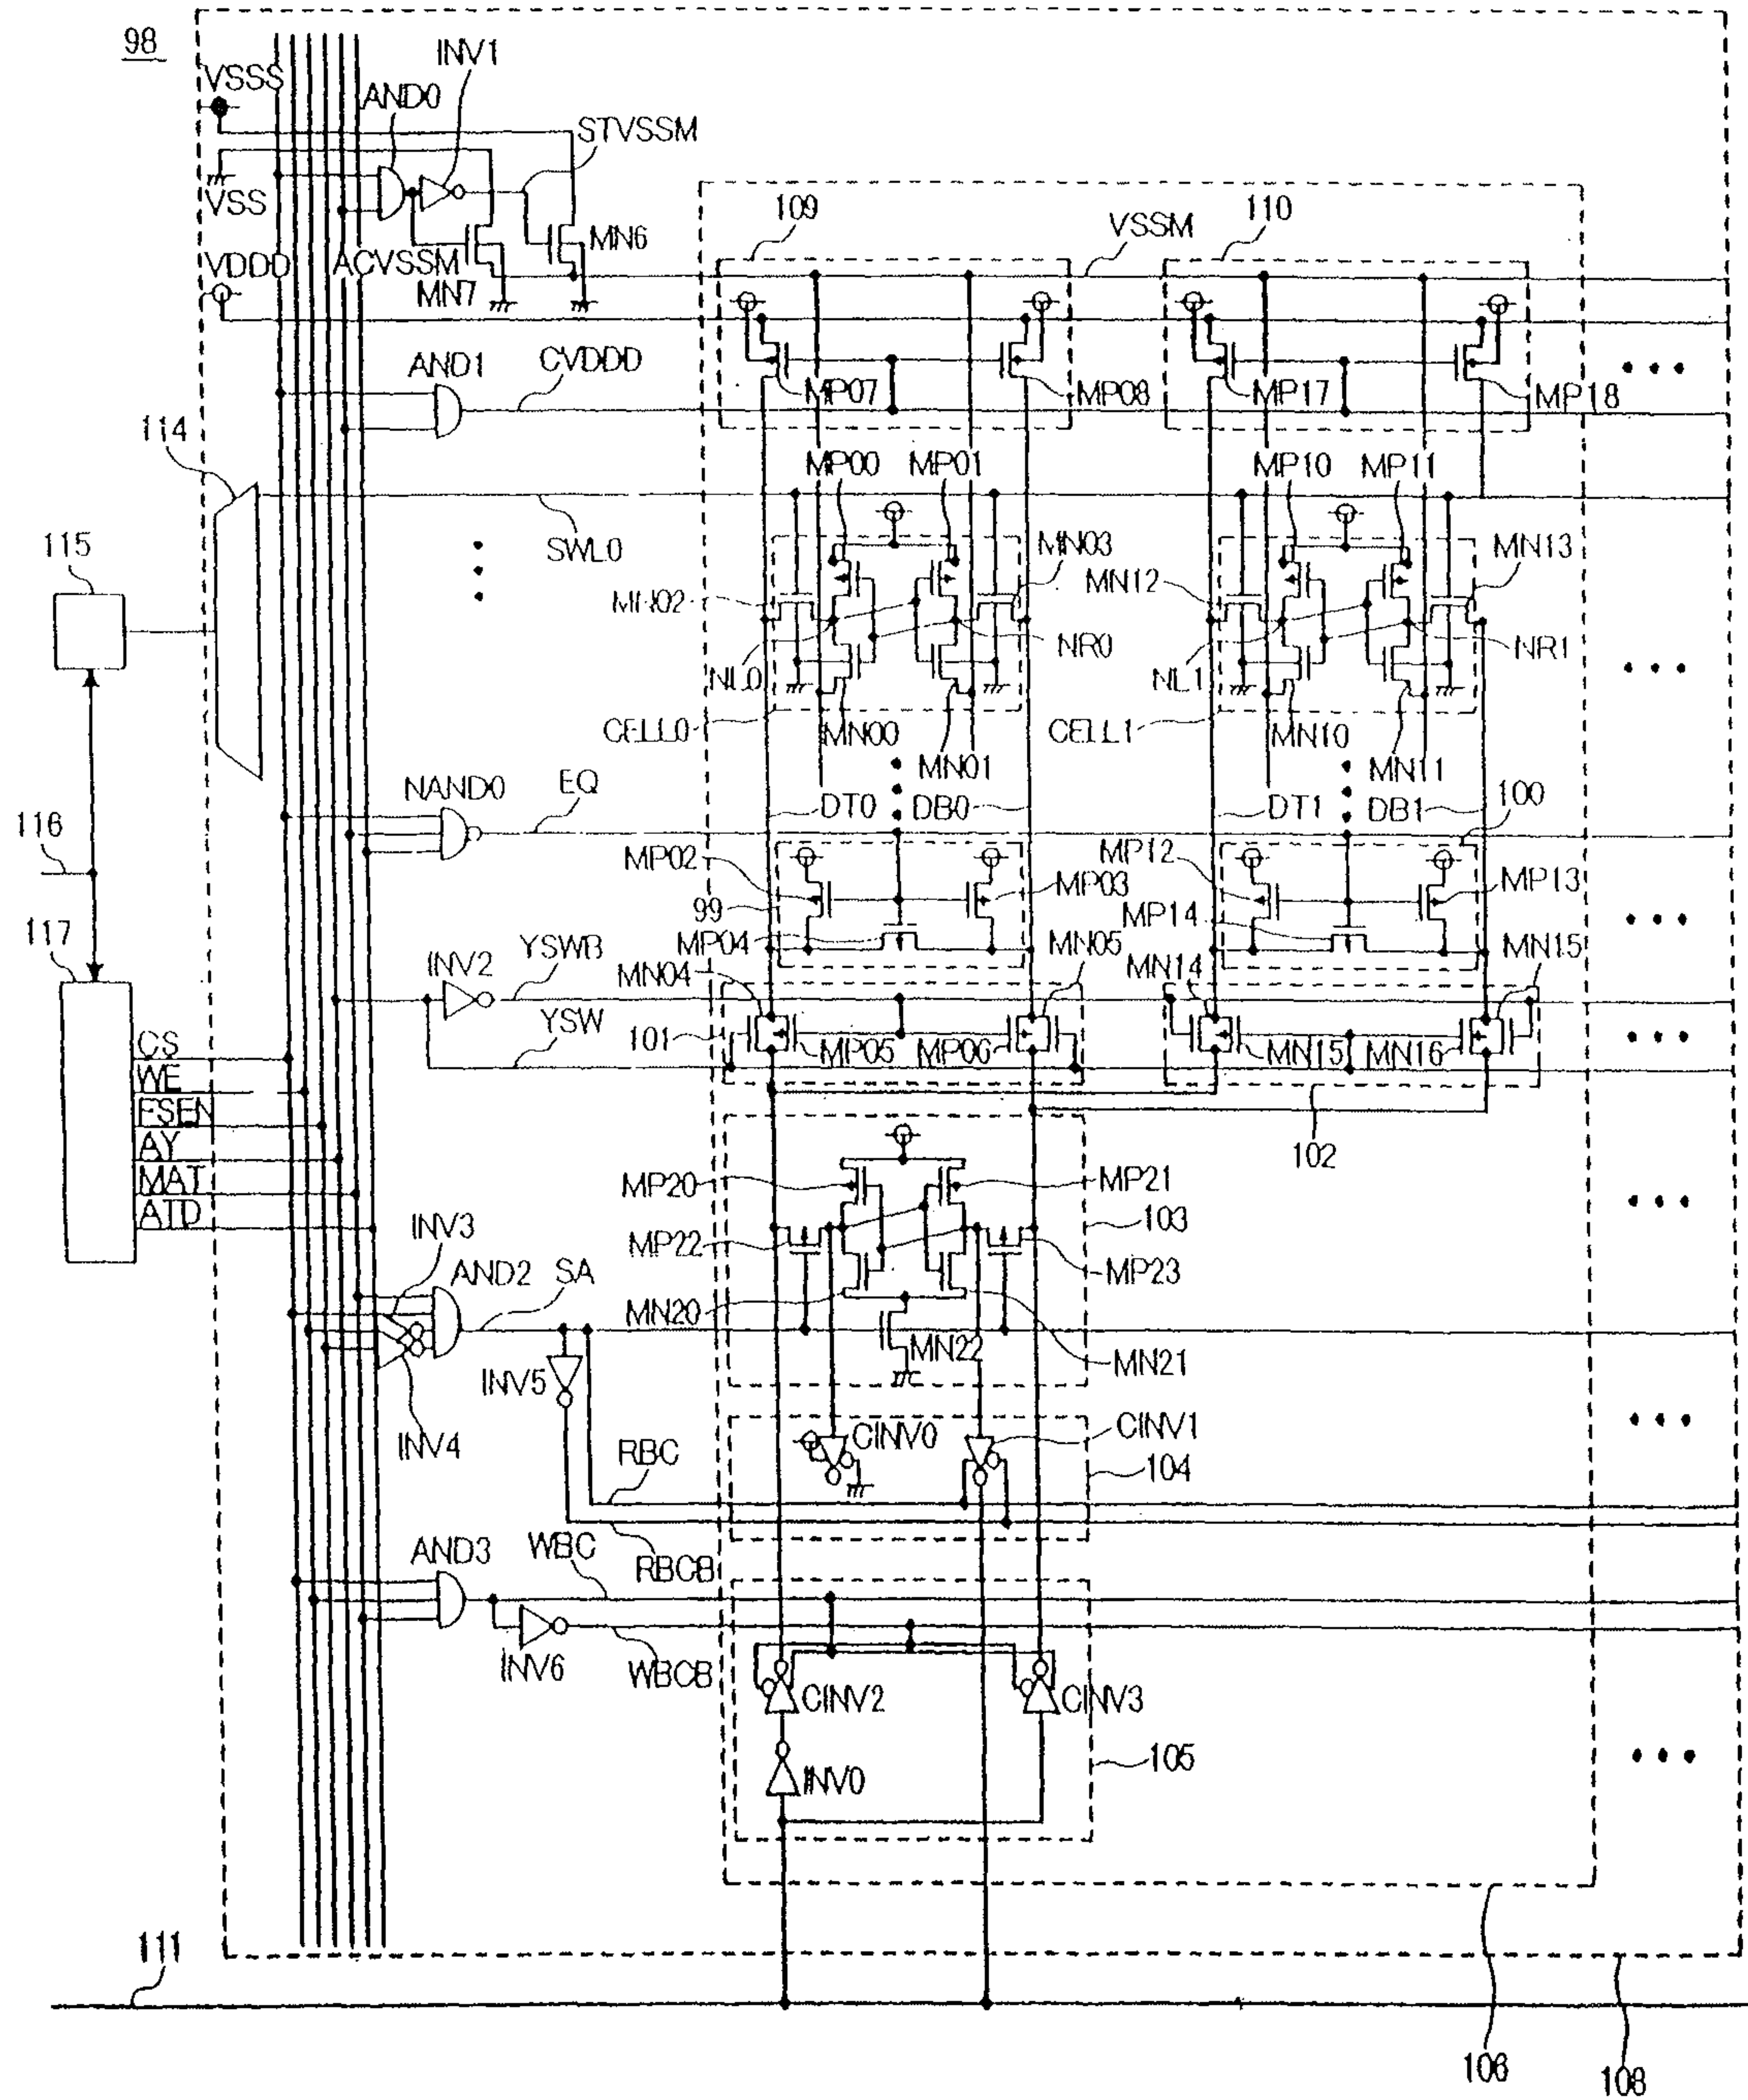 98
INV1
VSSS
AND0
STVSSM
VSS
109
110
VSSM
MN6
VDDD
ACVSSM
MN7
AND1
CVDDD
MP07
MP08
MP17
MP18
114
MP00
MP01
MP10
MP11
115
SWL0
MN03
MN13
MN02
MN12
NL0
NR0
NL1
NR1
CELL0
MN00
CELL1
MN10
MN01
MN11
NAND0
EQ
DT0
DB0
DT1
DB1
100
116
MP02
MP03
MP12
MP13
99
MP14
117
MP04
MN05
YSWB
INV2
MN04
MN14
MN15
YSW
101
CS
MP05
MP06
MN15
MN16
WE
FSEN
AY
102
MAT
MP20
MP21
ATD
INV3
103
MP22
AND2
SA
MP23
MN20
MN22
MN21
INV5
INV4
CINV0
CINV1
RBC
104
AND3
WBC
RBCB
INV6
WBCB
CINV2
CINV3
105
INV0
111
106
108